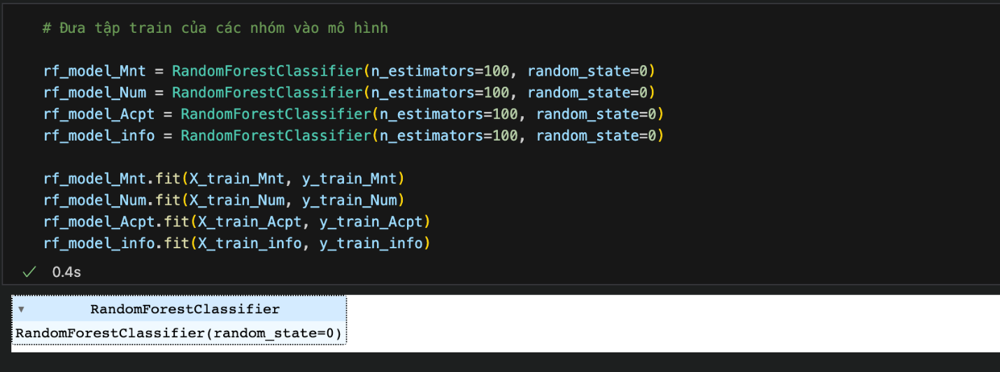 # Đưa tập train của các nhóm vào mô hình
rf_model_Mnt = RandomForestClassifier(n_estimators=100, random_state=0)
rf_model_Num = RandomForestClassifier(n_estimators=100, random_state=0)
rf_model_Acpt = RandomForestClassifier(n_estimators=100, random_state=0)
rf_model_info = RandomForestClassifier(n_estimators=100, random_state=0)
rf_model_Mnt.fit(X_train_Mnt, y_train_Mnt)
rf_model_Num.fit(X_train_Num, y_train_Num)
rf_model_Acpt.fit(X_train_Acpt, y_train_Acpt)
rf_model_info.fit(X_train_info, y_train_info)
✓ 0.4s
▾ RandomForestClassifier
RandomForestClassifier(random_state=0)